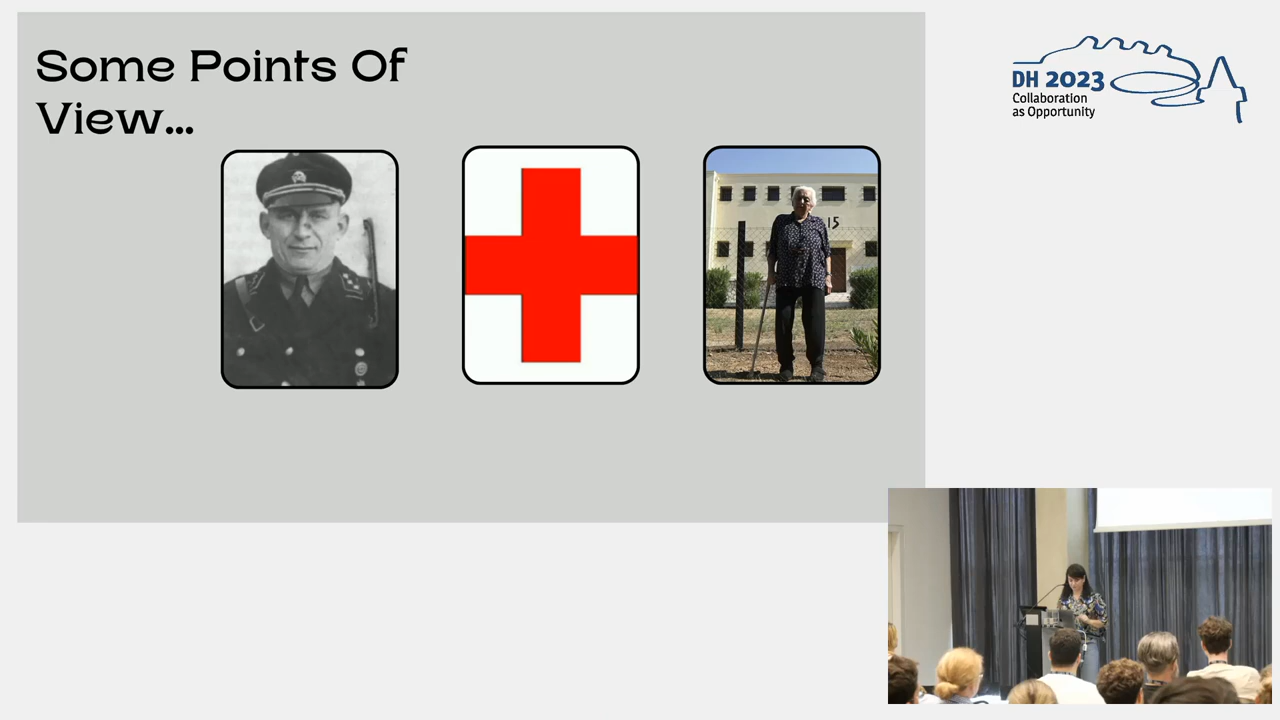 Some Points Of
View...
15
DH 2023
Collaboration
as Opportunity